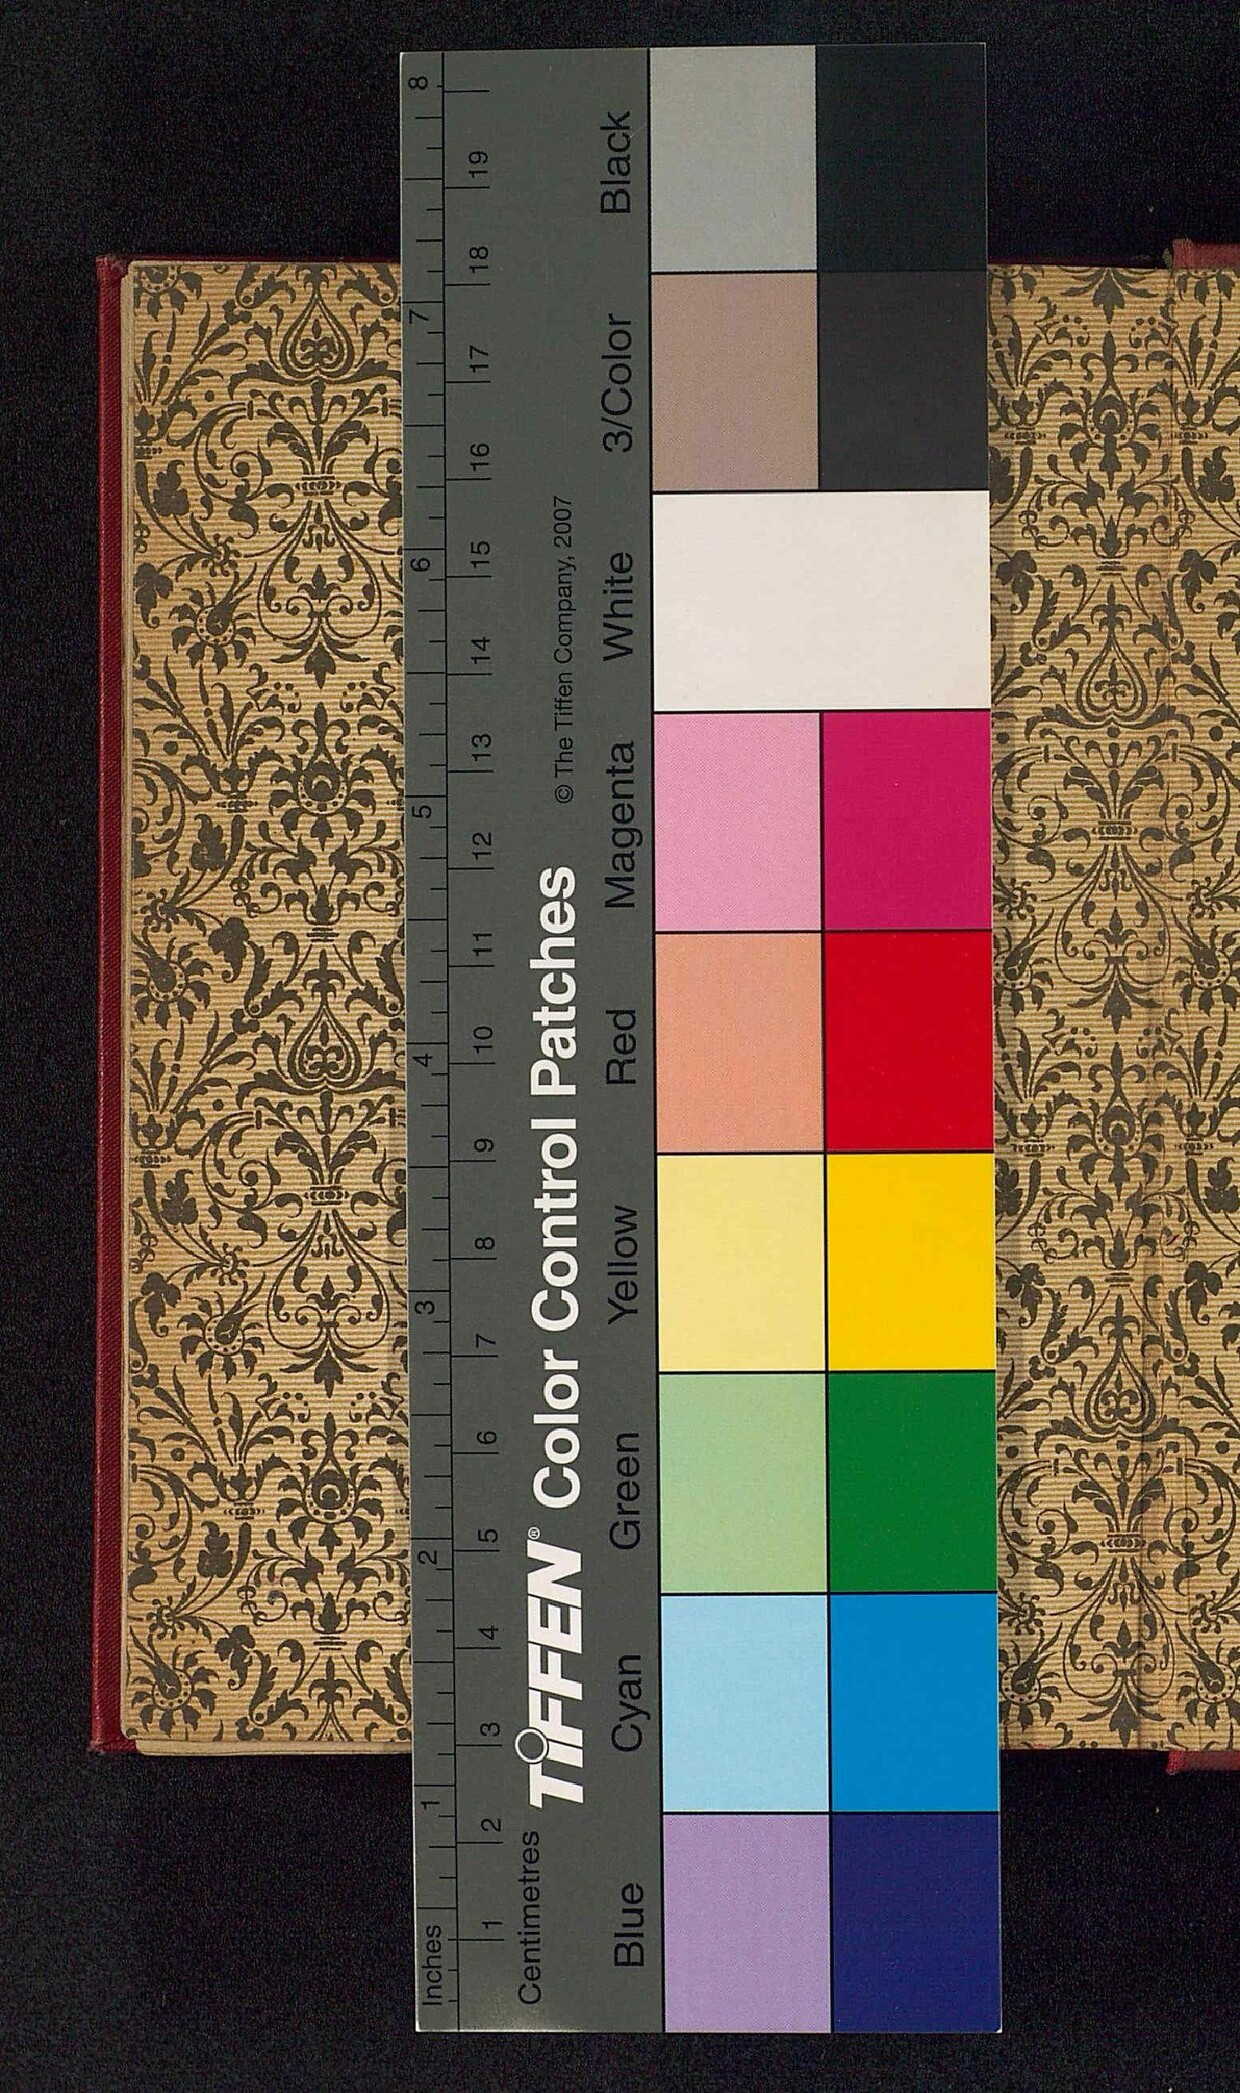 Inches 1 2 3 4 5 6 7 8
Centimetres 1 2 3 4 5 6 7 8 9 10 11 12 13 14 15 16 17 18 19
TIFFEN® Color Control Patches © The Tiffen Company, 2007
Blue Cyan Green Yellow Red Magenta White 3/Color Black